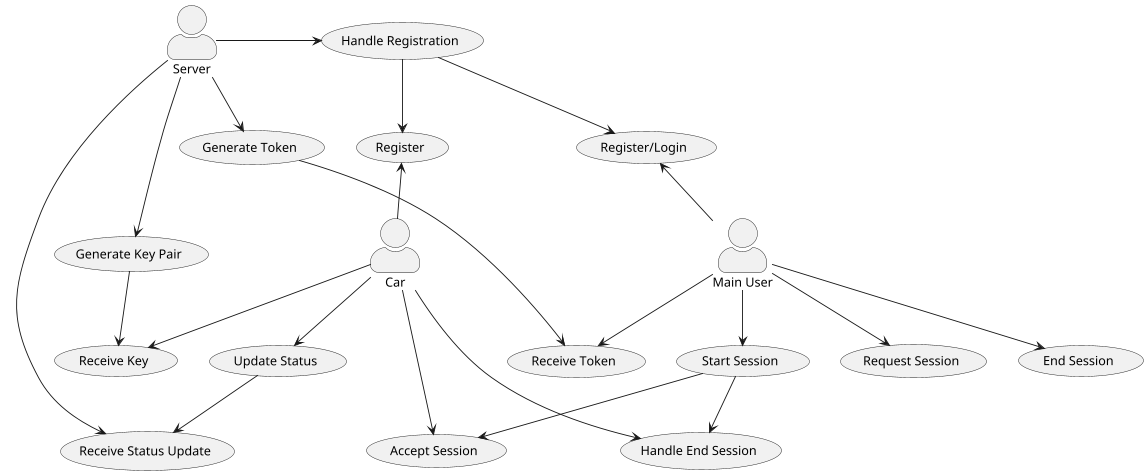 Handle Registration
Server
Generate Token
Register
Register/Login
Generate Key Pair
Car
Main User
Receive Key
Update Status
Receive Token
Start Session
Request Session
End Session
Receive Status Update
Accept Session
Handle End Session